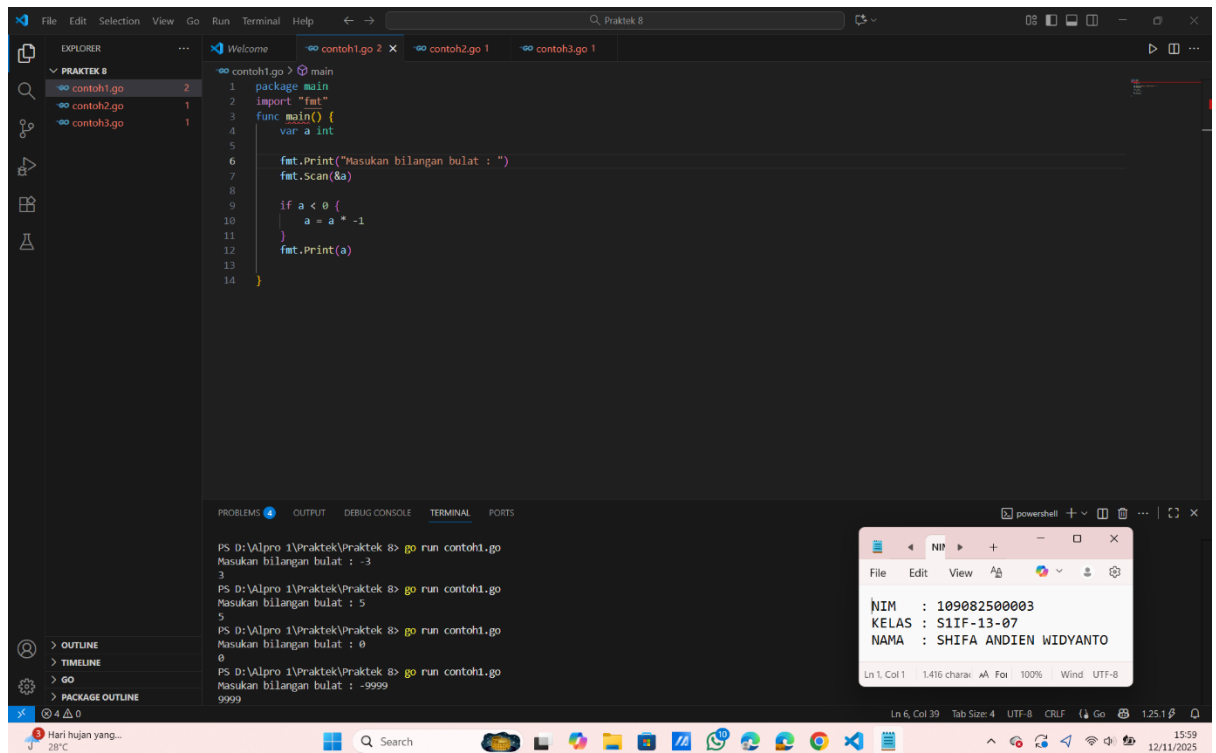 File Edit Selection View Go Run Terminal Help
Praktek 8
EXPLORER
PRAKTEK 8
contoh1.go 2
contoh2.go 1
contoh3.go 1
OUTLINE
TIMELINE
GO
PACKAGE OUTLINE
Welcome contoh1.go 2 contoh2.go 1 contoh3.go 1
contoh1.go > main
1 package main
2 import "fmt"
3 func main() {
4 var a int
5
6 fmt.Print("Masukan bilangan bulat : ")
7 fmt.Scan(&a)
8
9 if a < 0 {
10 a = a * -1
11 }
12 fmt.Print(a)
13
14 }
PROBLEMS 4 OUTPUT DEBUG CONSOLE TERMINAL PORTS
powershell
PS D:\Alpro 1\Praktek\Praktek 8> go run contoh1.go
Masukan bilangan bulat : -3
3
PS D:\Alpro 1\Praktek\Praktek 8> go run contoh1.go
Masukan bilangan bulat : 5
5
PS D:\Alpro 1\Praktek\Praktek 8> go run contoh1.go
Masukan bilangan bulat : 0
0
PS D:\Alpro 1\Praktek\Praktek 8> go run contoh1.go
Masukan bilangan bulat : -9999
9999
NIM
File Edit View
NIM : 109082500003
KELAS : S1IF-13-07
NAMA : SHIFA ANDIEN WIDYANTO
Ln 1, Col 1 1.416 charac 100% Wind UTF-8
4 0
Ln 6, Col 39 Tab Size: 4 UTF-8 CRLF Go 1.25.1
3
Hari hujan yang...
28°C
Search
10
15:59
12/11/2025